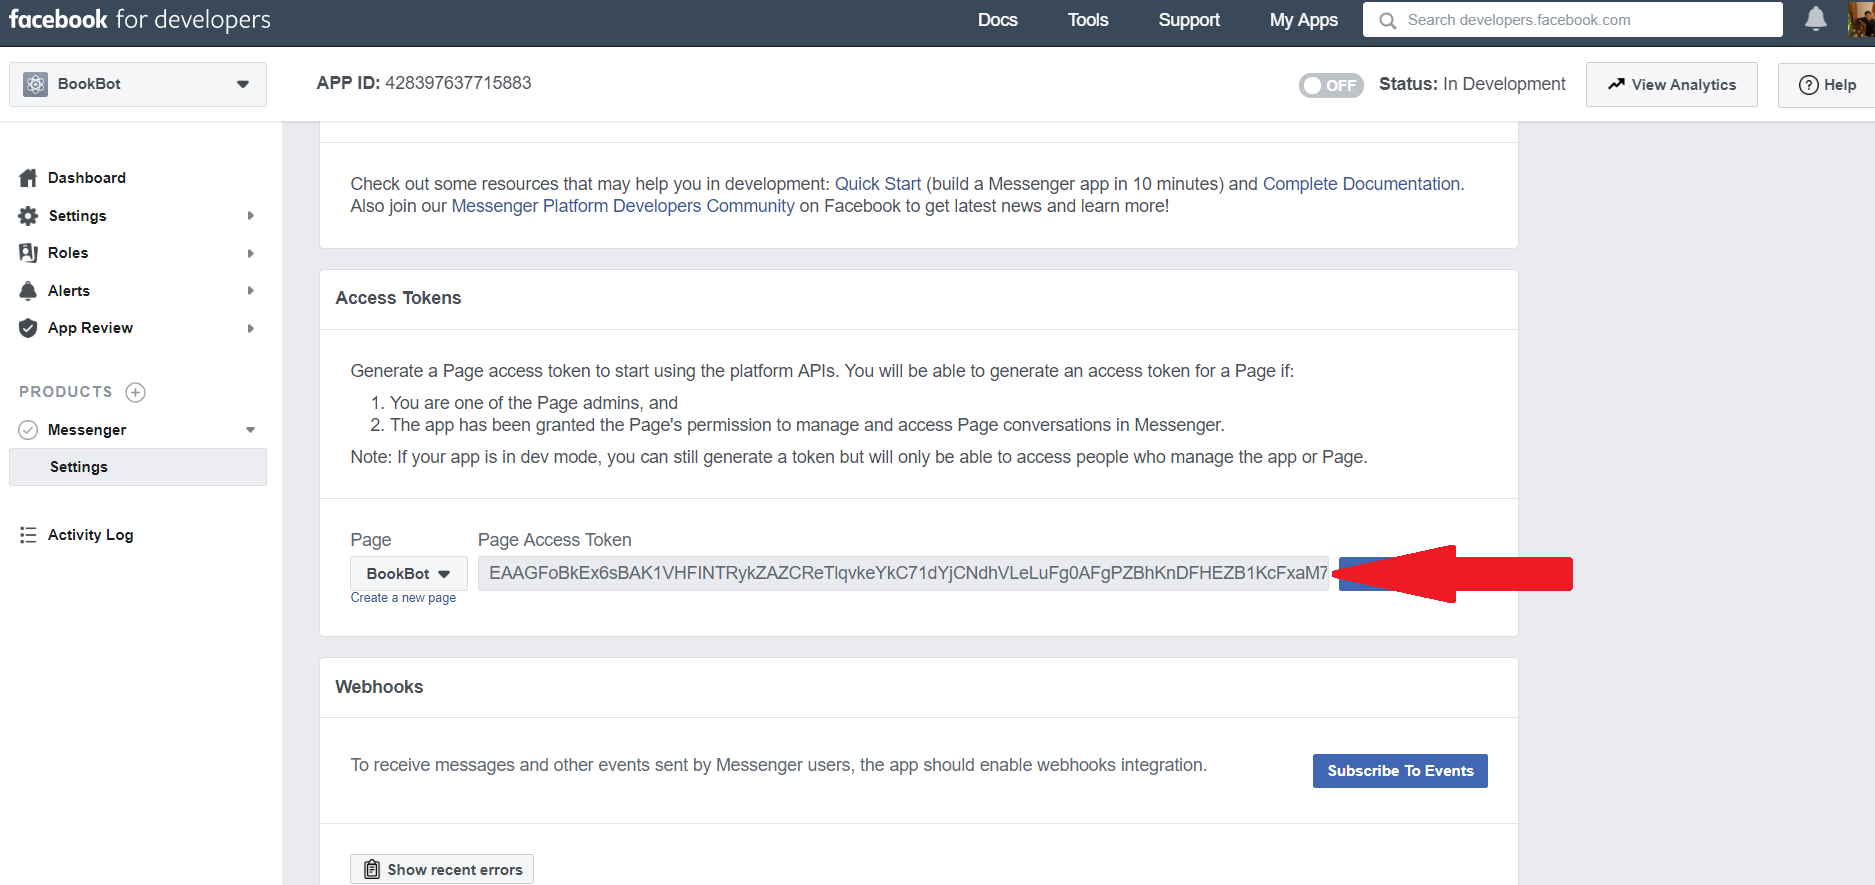 facebook for developers
Docs
Tools
Support
My Apps
Search developers.facebook.com
BookBot
APP ID: 428397637715883
OFF
Status: In Development
View Analytics
Help
Dashboard
Settings
Roles
Alerts
App Review
PRODUCTS
Messenger
Settings
Activity Log
Check out some resources that may help you in development: Quick Start (build a Messenger app in 10 minutes) and Complete Documentation.
Also join our Messenger Platform Developers Community on Facebook to get latest news and learn more!
Access Tokens
Generate a Page access token to start using the platform APIs. You will be able to generate an access token for a Page if:
1. You are one of the Page admins, and
2. The app has been granted the Page's permission to manage and access Page conversations in Messenger.
Note: If your app is in dev mode, you can still generate a token but will only be able to access people who manage the app or Page.
Page
Page Access Token
BookBot
EAAGFoBkEx6sBAK1VHFINTRykZAZCReTlqvkeYkC71dYjCNdhVLeLuFg0AFgPZBhKnDFHEZB1KcFxaM7
Create a new page
Webhooks
To receive messages and other events sent by Messenger users, the app should enable webhooks integration.
Subscribe To Events
Show recent errors